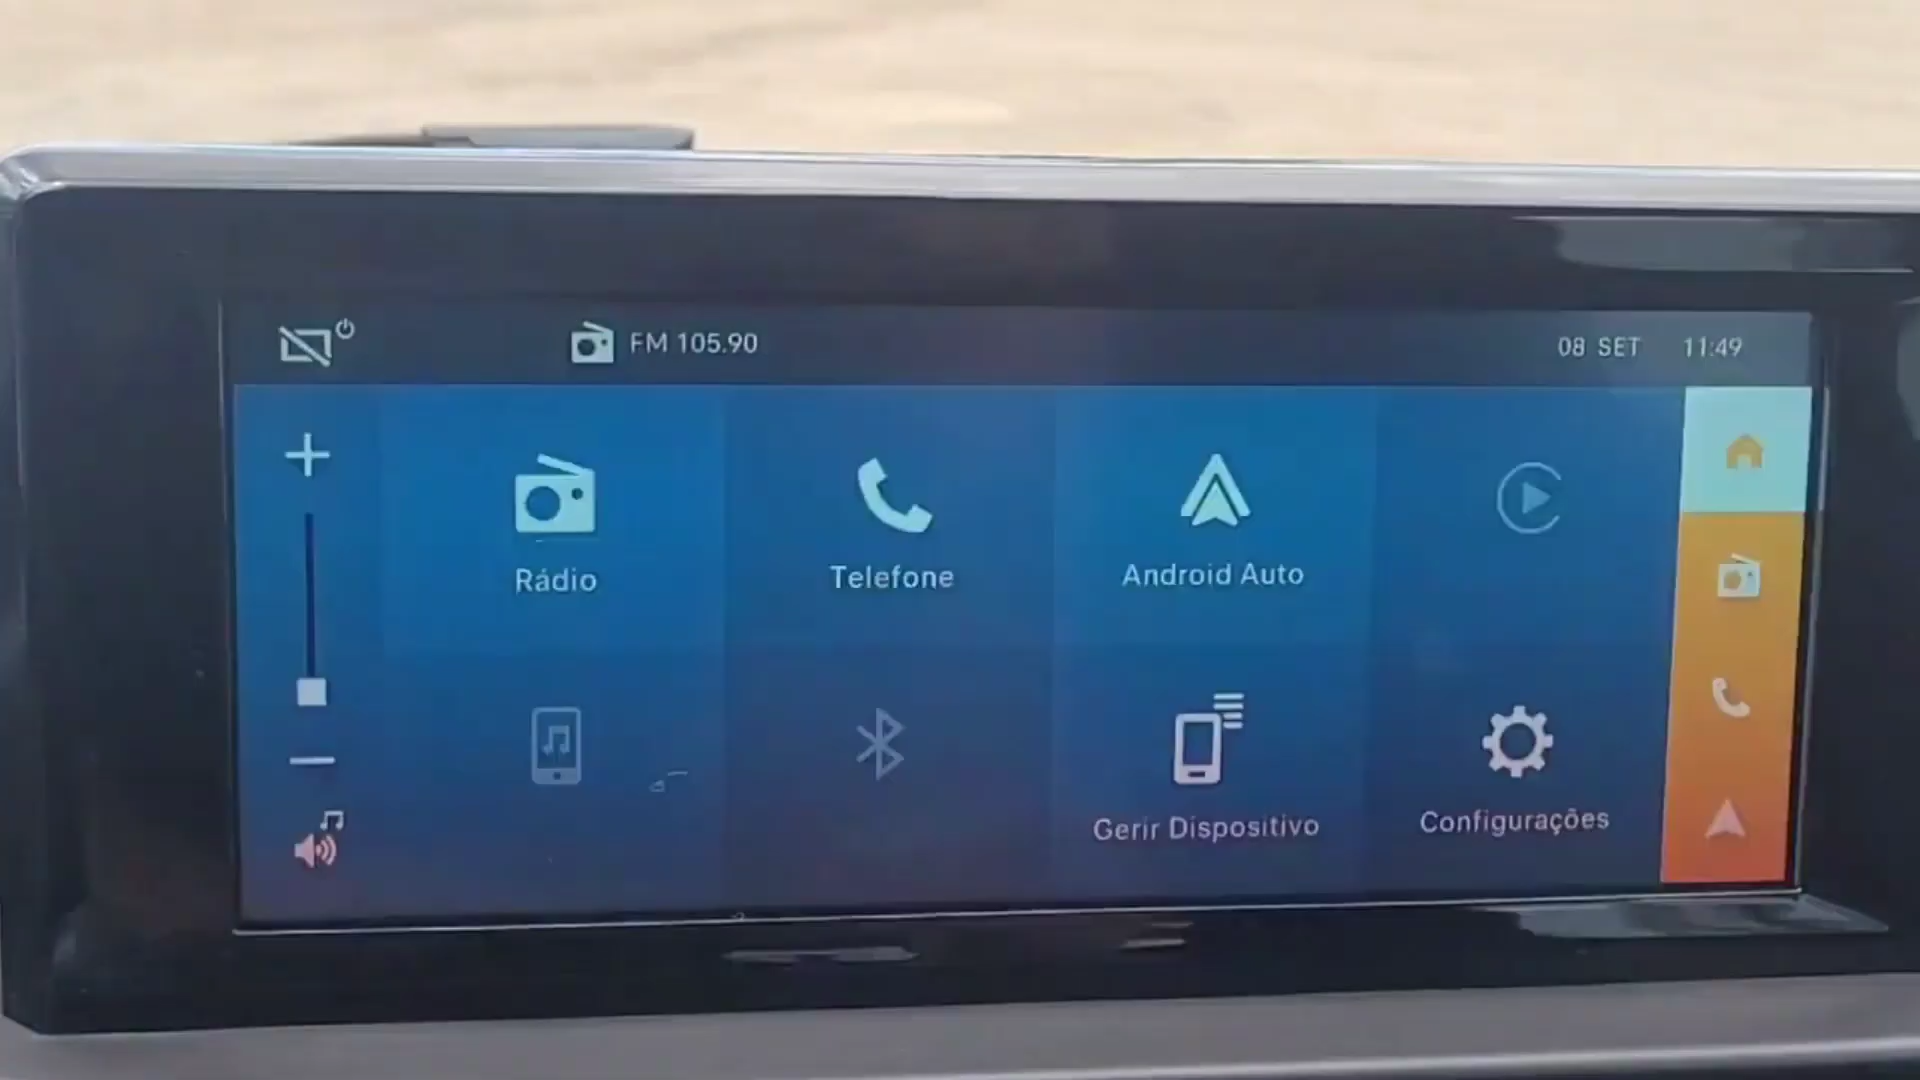 FM 105.90
08 SET 11:49
Rádio
Telefone
Android Auto
Gerir Dispositivo
Configurações